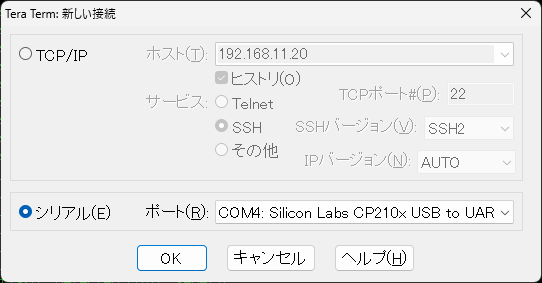 Tera Term: 新しい接続
TCP/IP ホスト(T): 192.168.11.20
ヒストリ(O)
サービス: Telnet TCPポート#(P): 22
SSH SSHバージョン(V): SSH2
その他 IPバージョン(N): AUTO
シリアル(E) ポート(R): COM4: Silicon Labs CP210x USB to UAR
OK キャンセル ヘルプ(H)